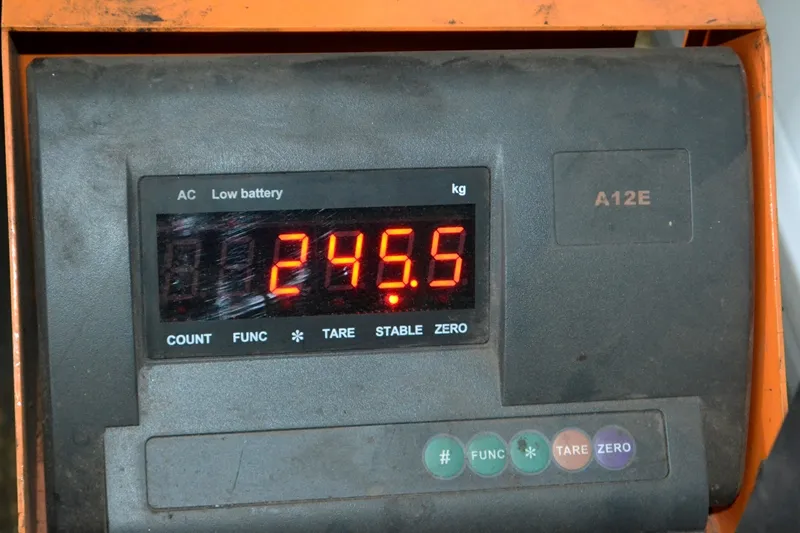 AC Low battery kg
A12E
245.5
COUNT FUNC * TARE STABLE ZERO
# FUNC * TARE ZERO